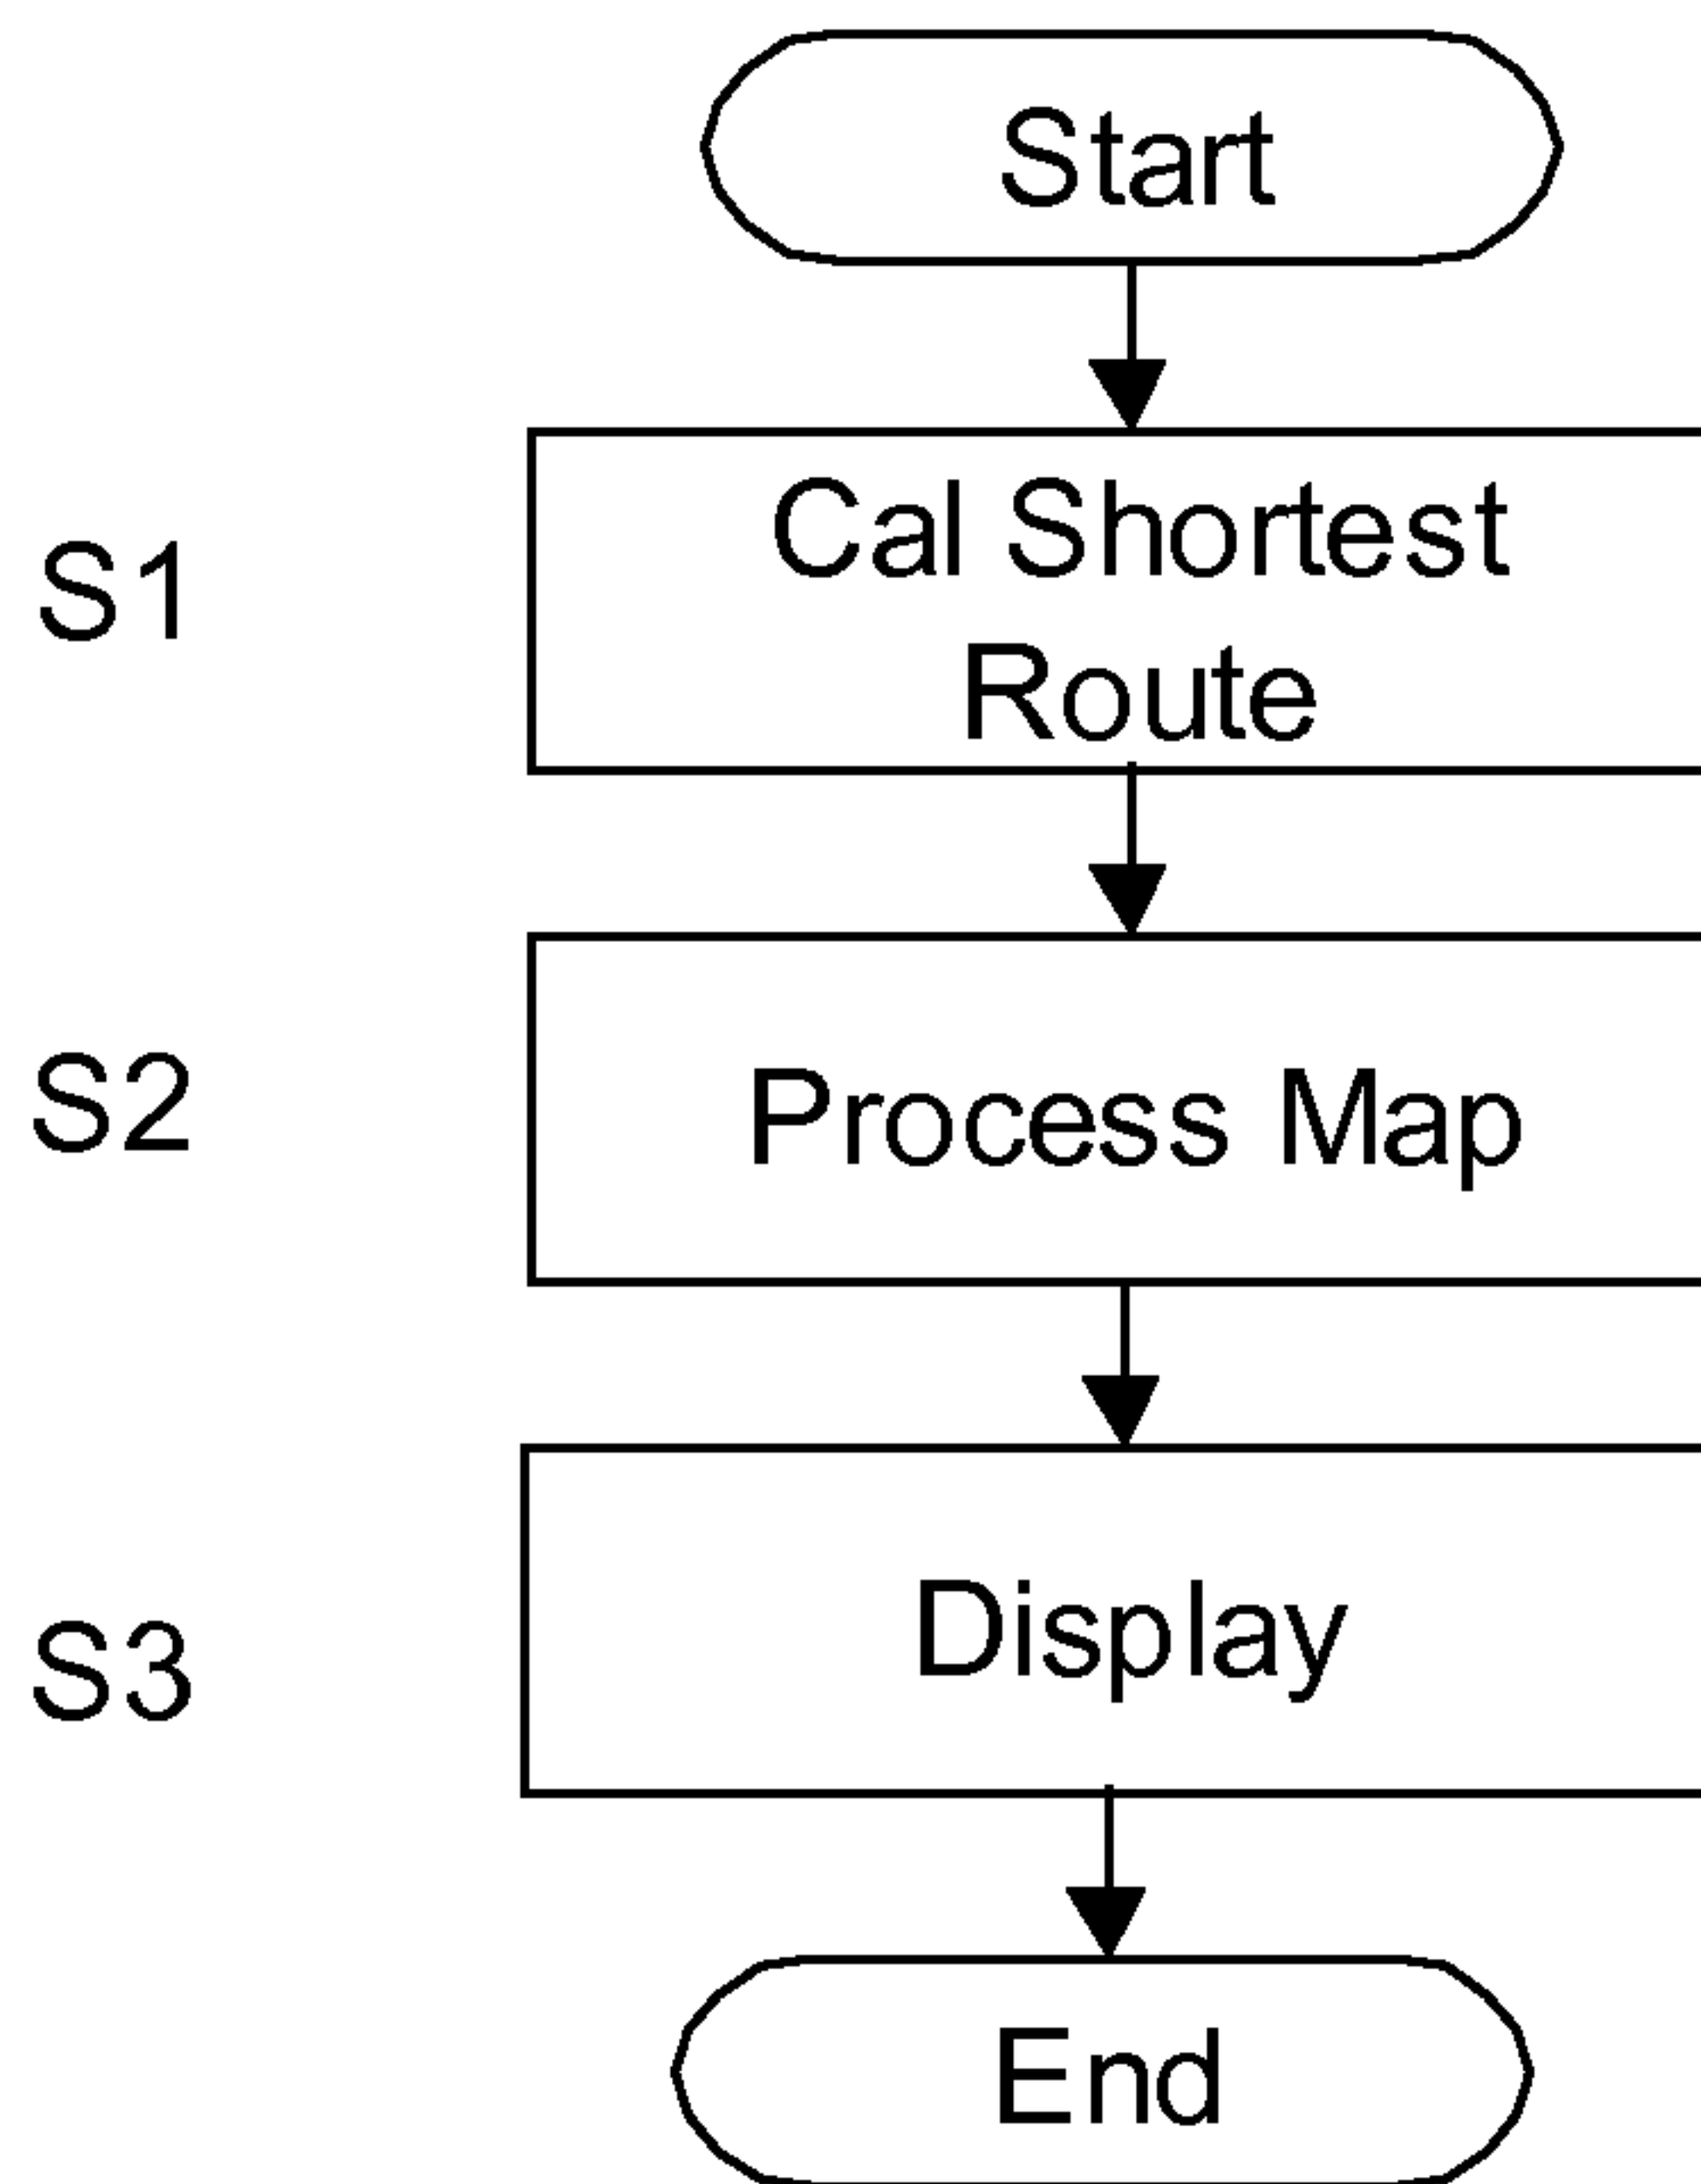 Start
S1
Cal Shortest
Route
S2
Process Map
S3
Display
End